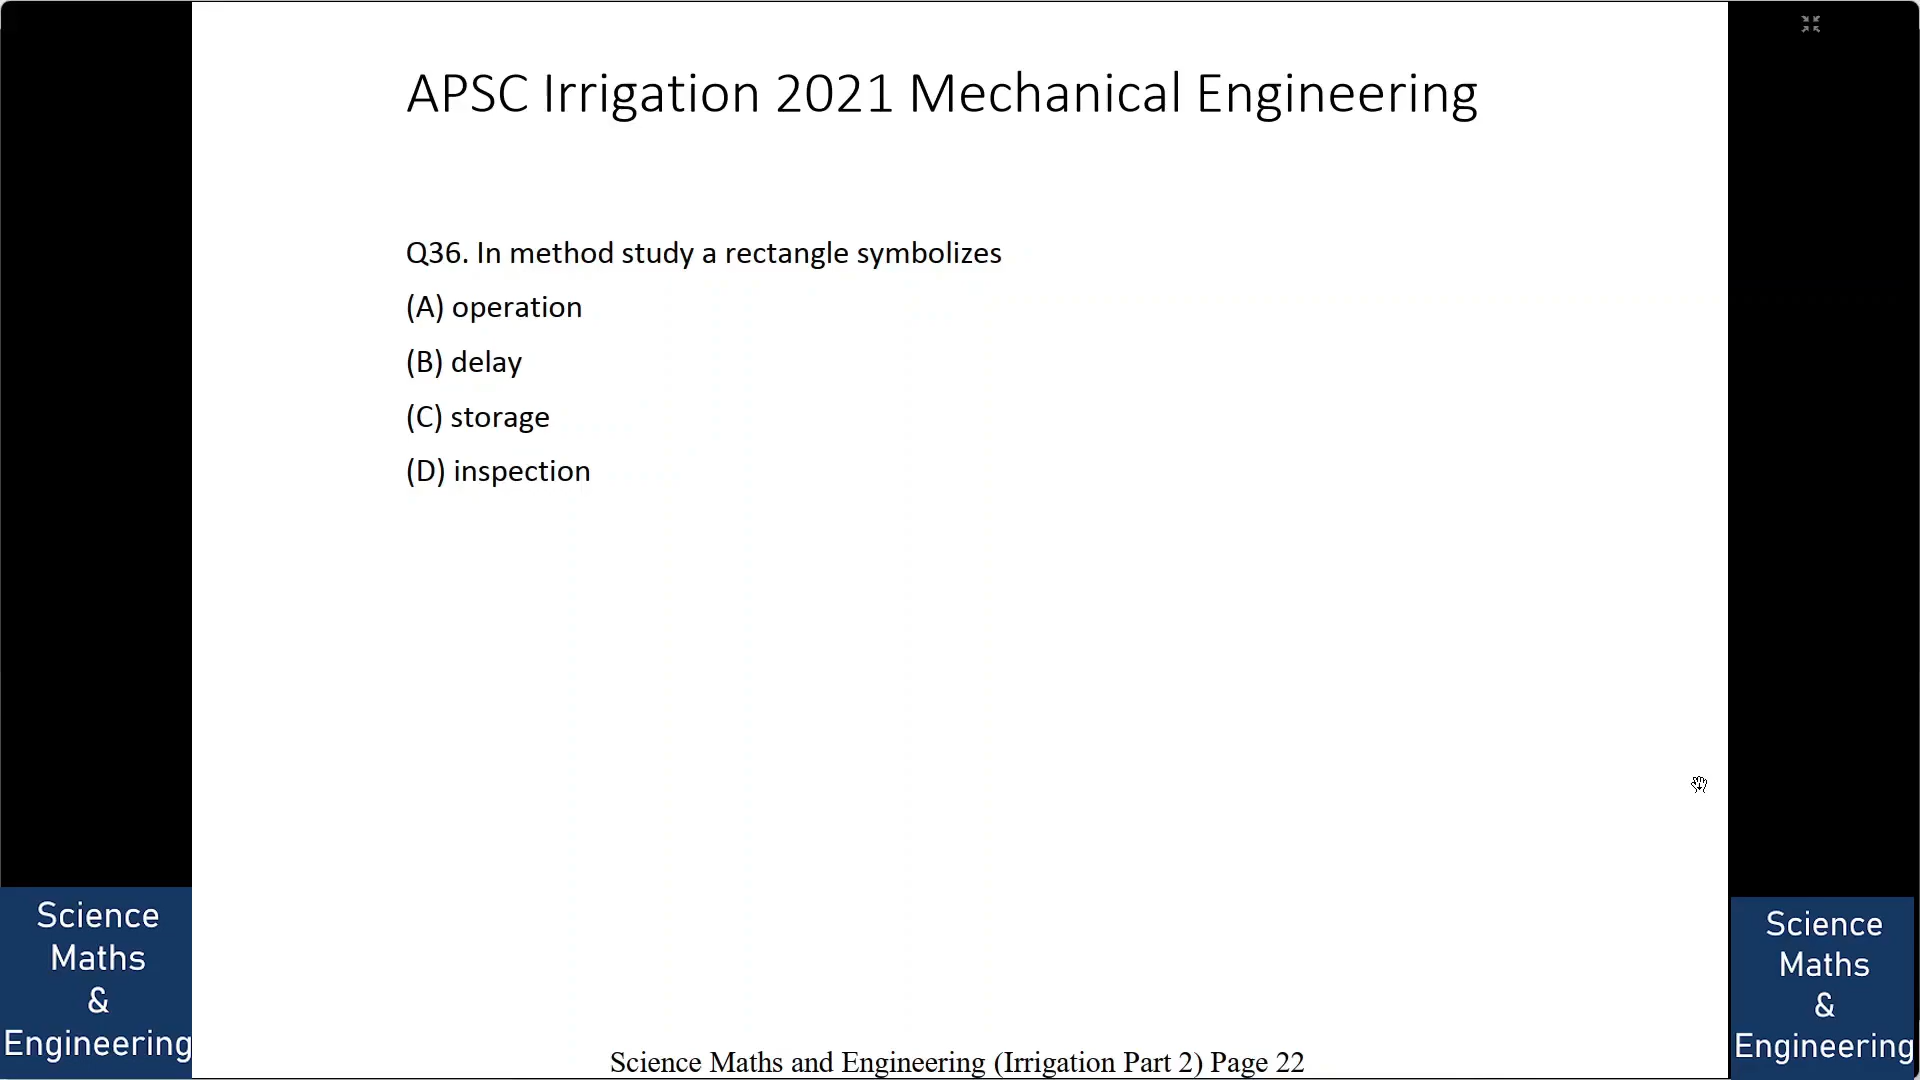 APSC Irrigation 2021 Mechanical Engineering
Q36. In method study a rectangle symbolizes
(A) operation
(B) delay
(C) storage
(D) inspection
Science
Maths
&
Engineering
Science
Maths
&
Engineering
Science Maths and Engineering (Irrigation Part 2) Page 22